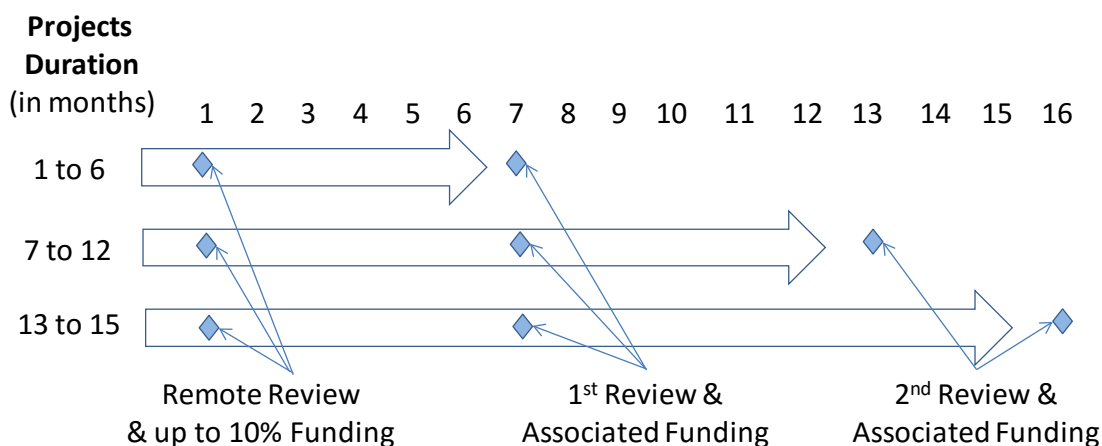 Projects
Duration
(in months) 1 2 3 4 5 6 7 8 9 10 11 12 13 14 15 16
1 to 6
7 to 12
13 to 15
Remote Review
& up to 10% Funding
1st Review &
Associated Funding
2nd Review &
Associated Funding